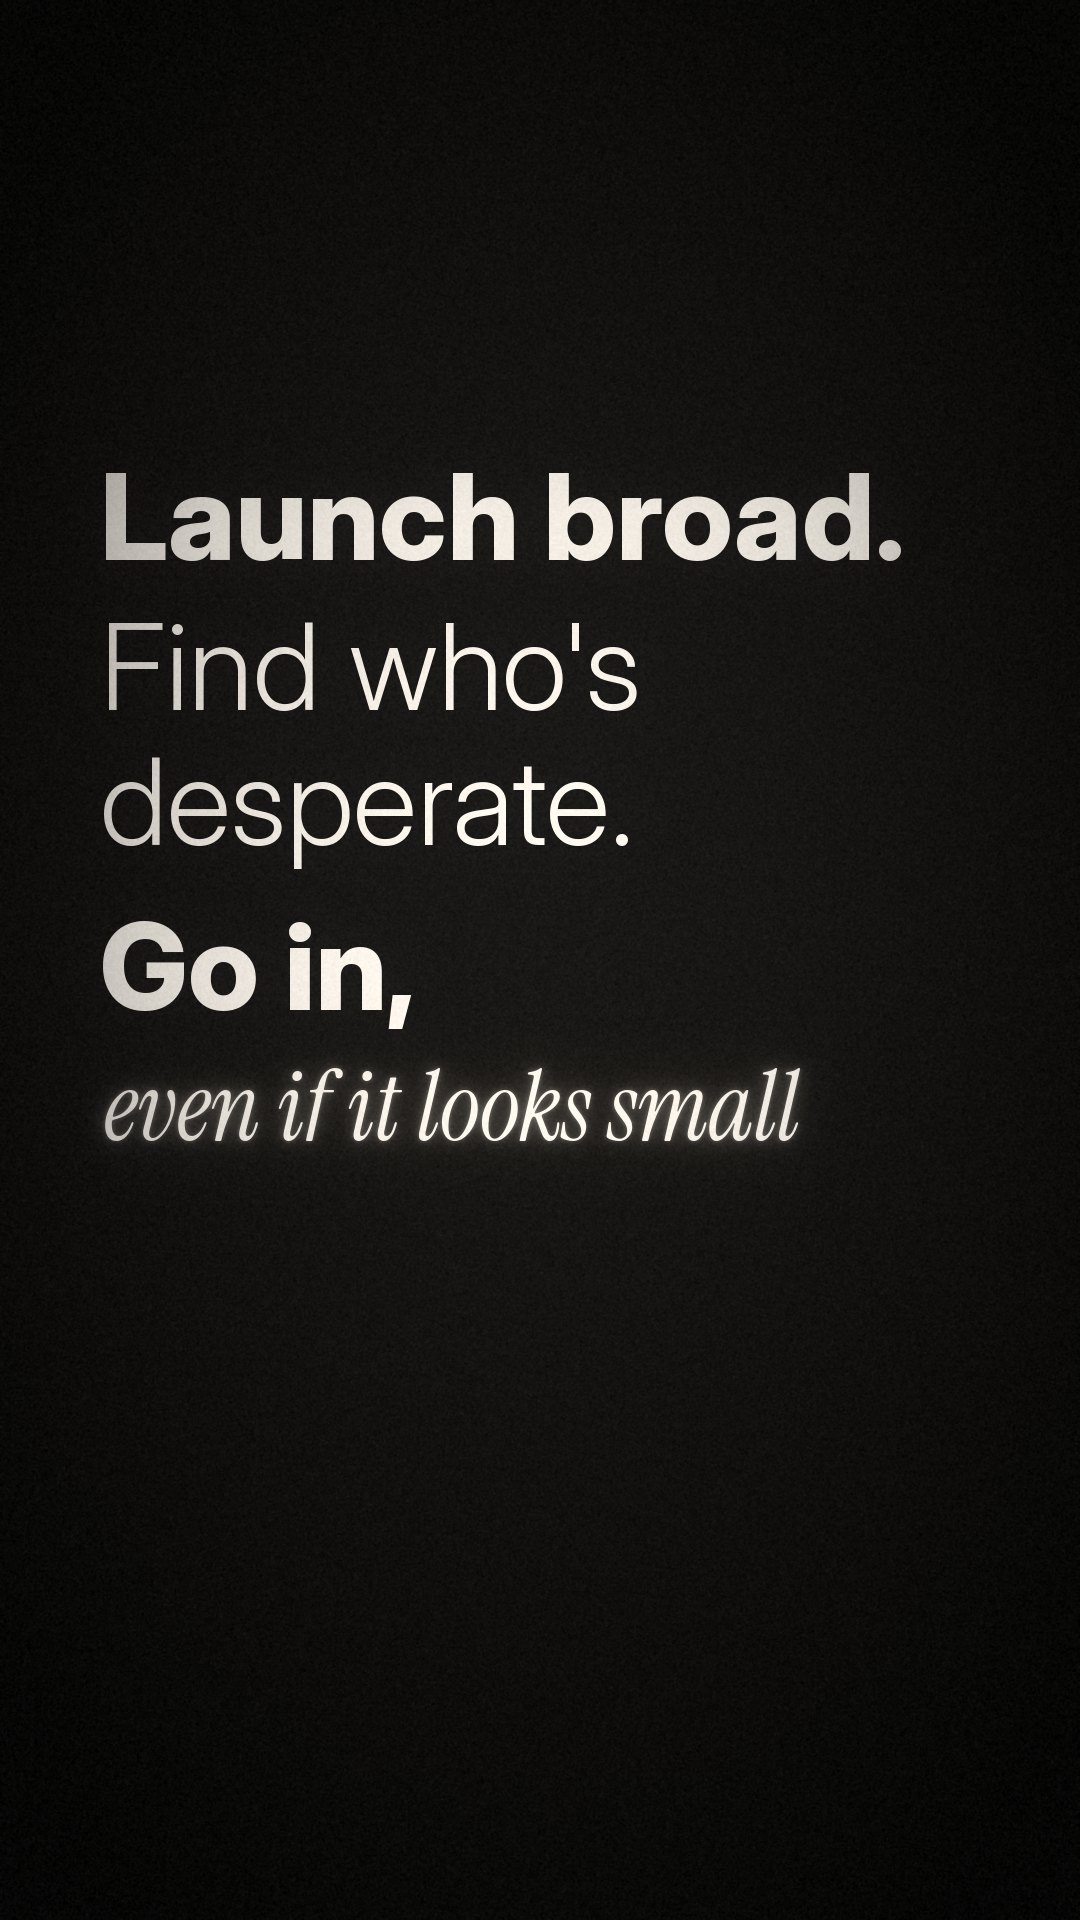 Launch broad.
Find who's
desperate.
Go in,
even if it looks small